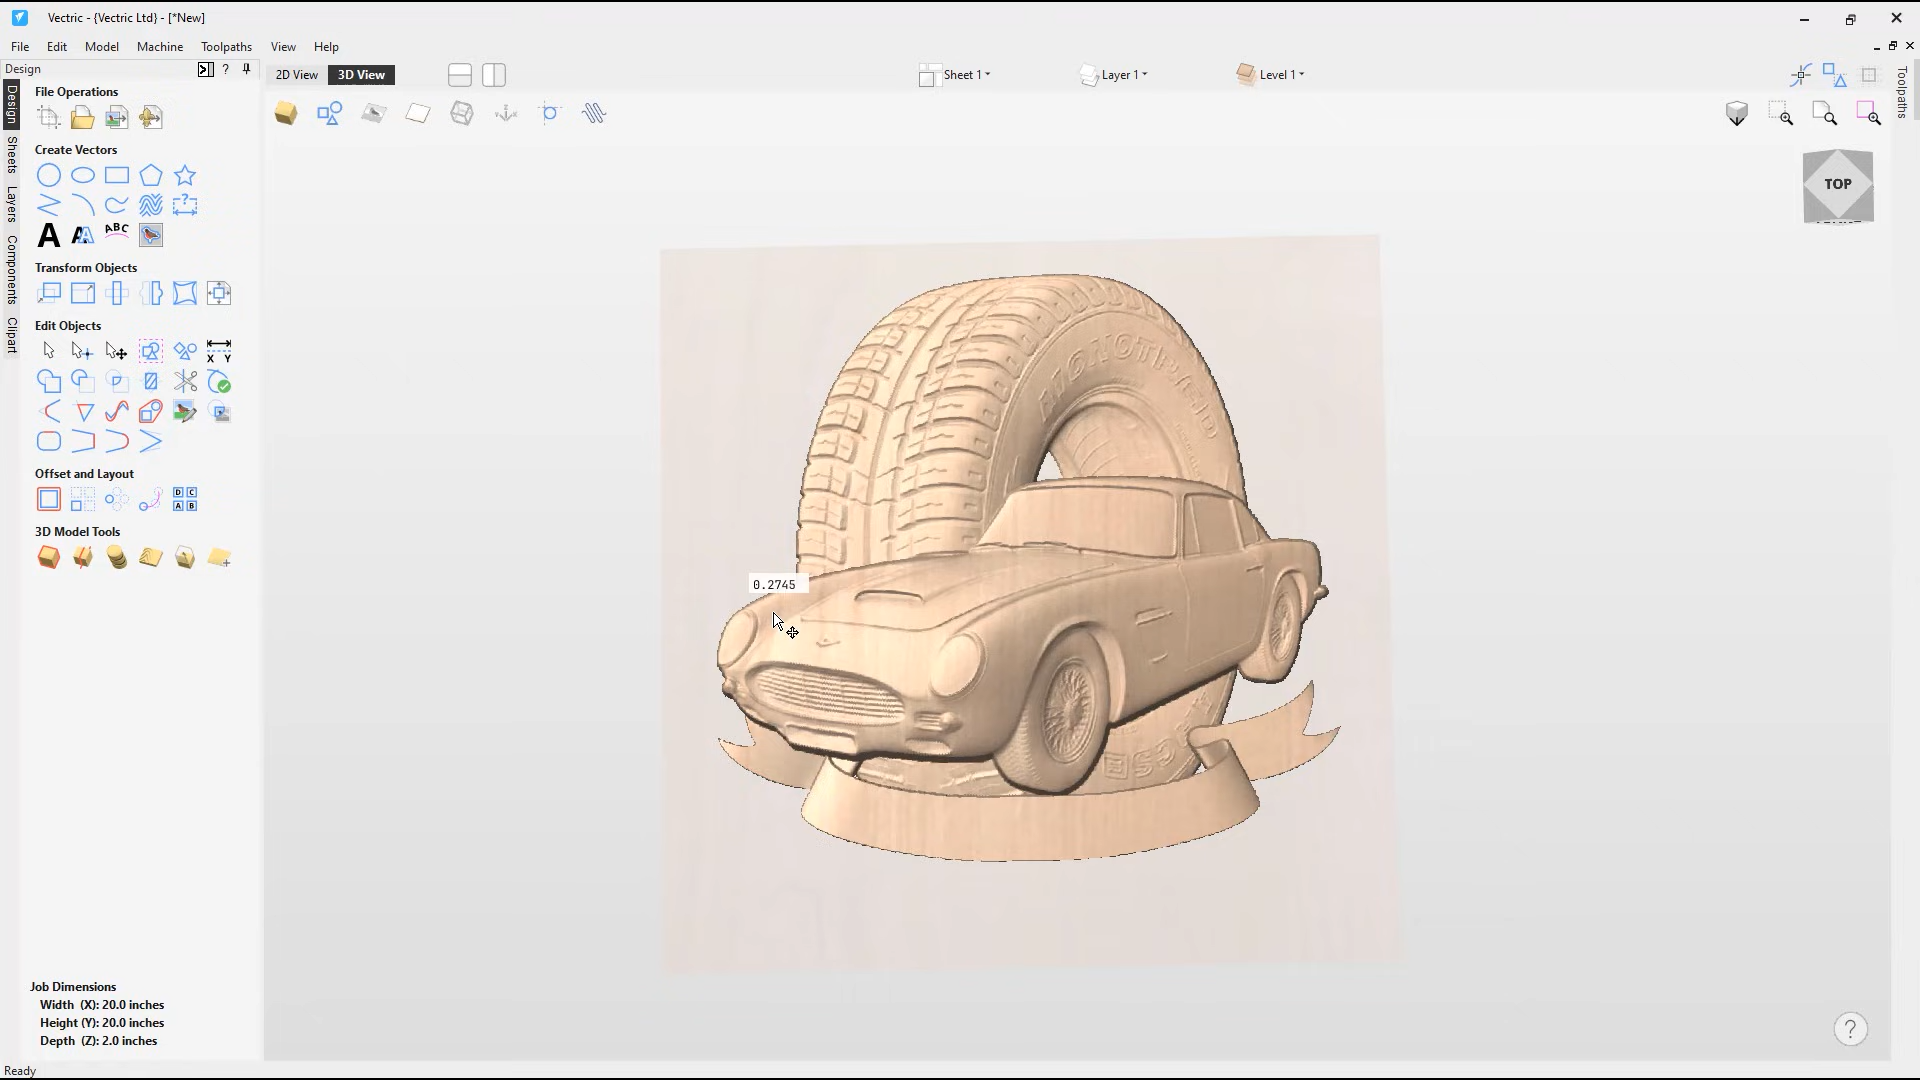 Vectric - {Vectric Ltd} - [*New]
File Edit Model Machine Toolpaths View Help
Design
2D View 3D View Sheet 1 Layer 1 Level 1
Design
Sheets
Layers
Components
Clipart
Toolpaths
File Operations
Create Vectors
A A ABC
Transform Objects
Edit Objects
X Y
Offset and Layout
D C
A B
3D Model Tools
TOP
0.2745
Job Dimensions
Width (X): 20.0 inches
Height (Y): 20.0 inches
Depth (Z): 2.0 inches
Ready